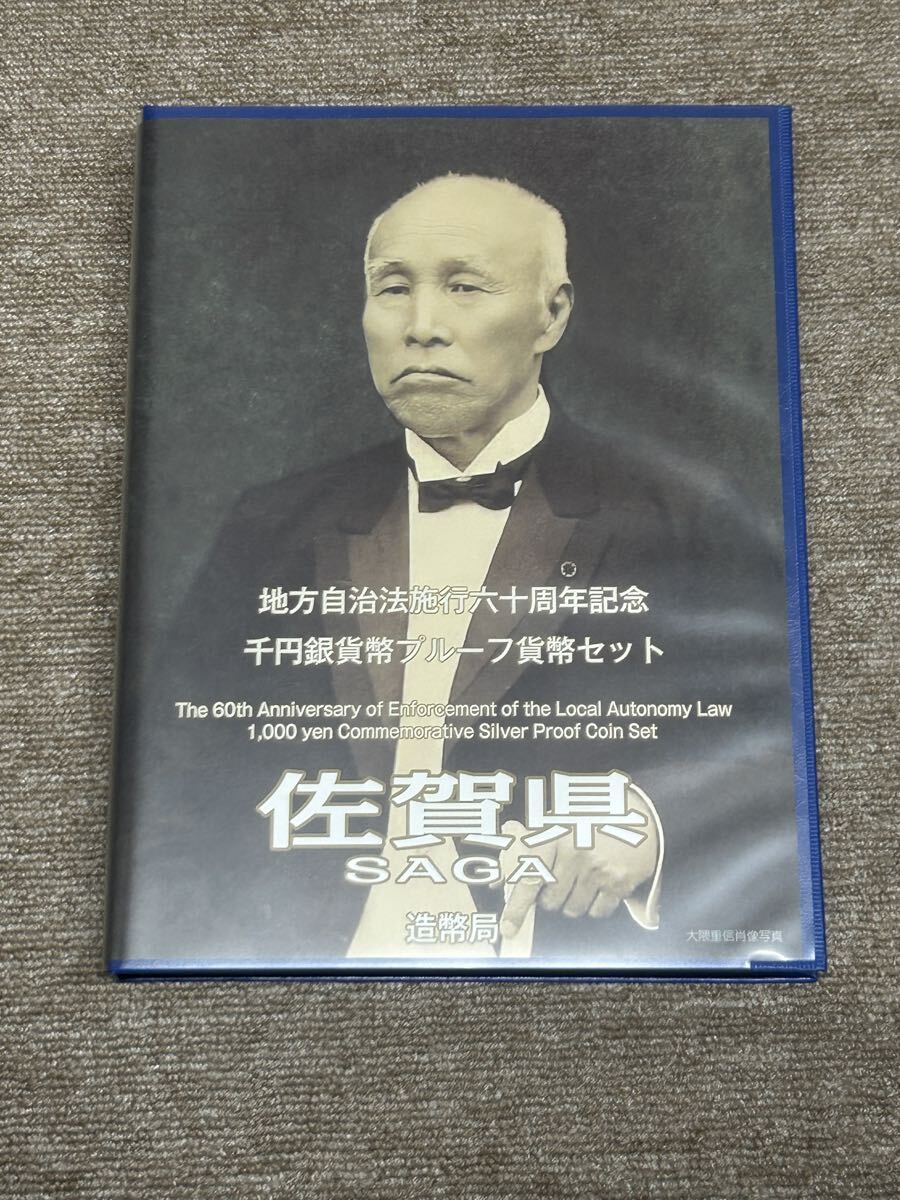 地方自治法施行六十周年記念
千円銀貨幣プルーフ貨幣セット
The 60th Anniversary of Enforcement of the Local Autonomy Law
1,000 yen Commemorative Silver Proof Coin Set
佐賀県
SAGA
造幣局
大隈重信肖像写真